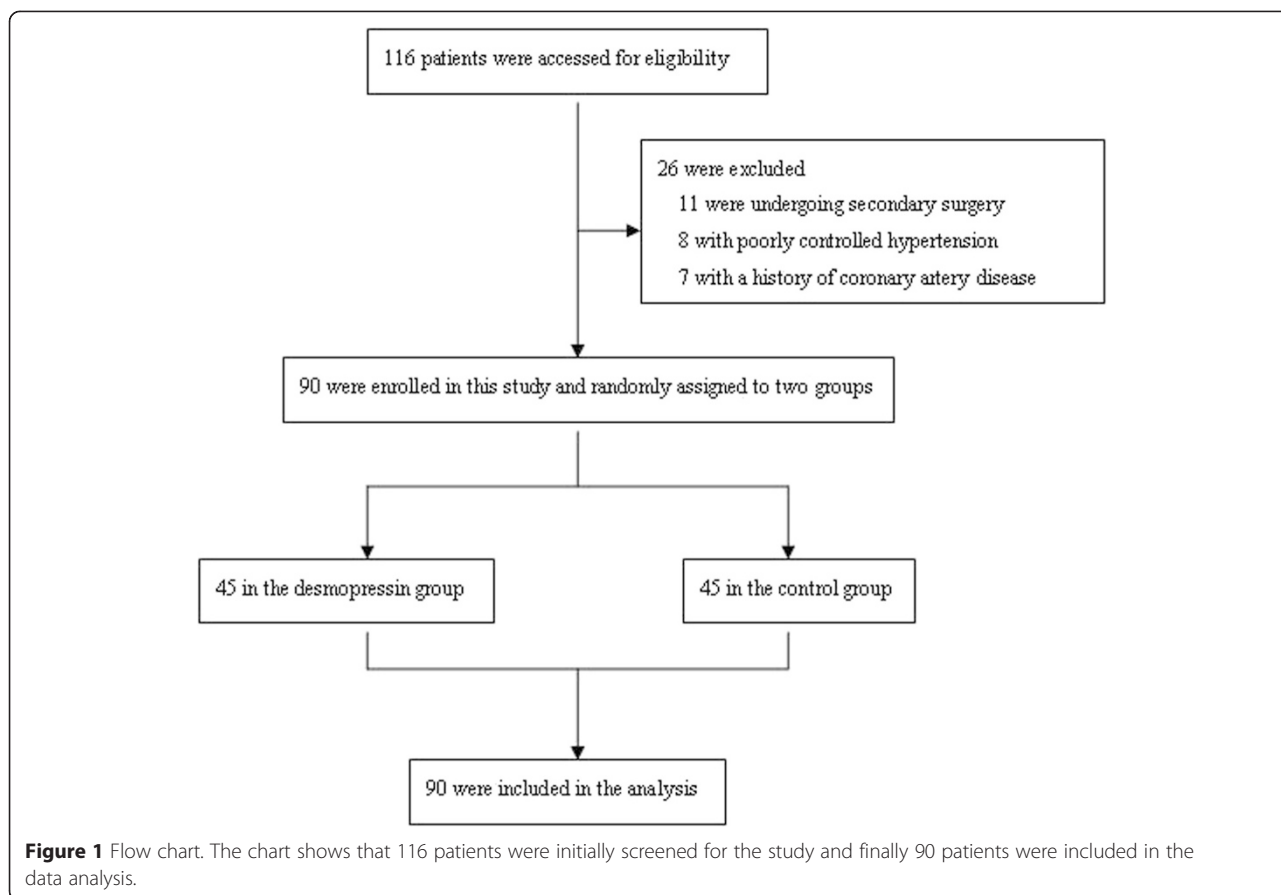 116 patients were accessed for eligibility
26 were excluded
11 were undergoing secondary surgery
8 with poorly controlled hypertension
7 with a history of coronary artery disease
90 were enrolled in this study and randomly assigned to two groups
45 in the desmopressin group
45 in the control group
90 were included in the analysis
Figure 1 Flow chart. The chart shows that 116 patients were initially screened for the study and finally 90 patients were included in the
data analysis.